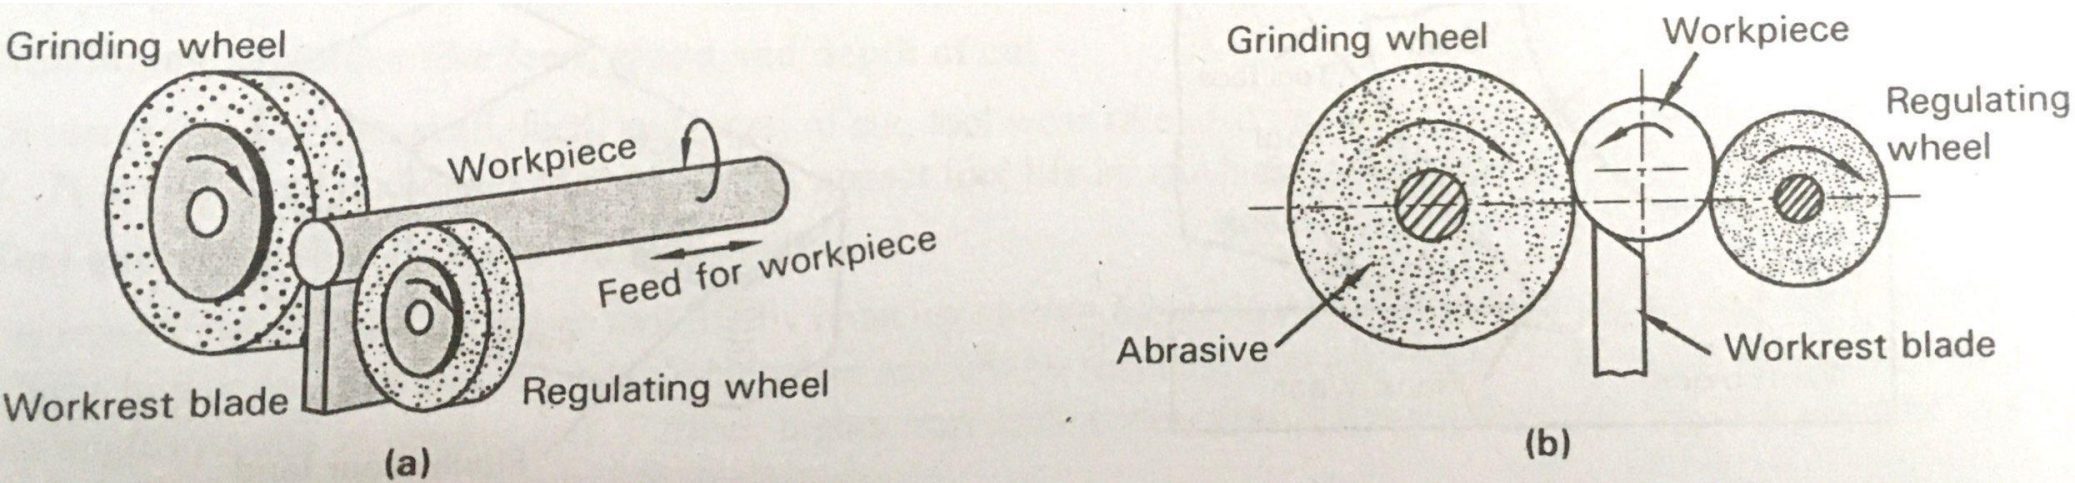 Grinding wheel
Workpiece
Feed for workpiece
Workrest blade
Regulating wheel
(a)
Grinding wheel
Workpiece
Regulating
wheel
Abrasive
Workrest blade
(b)